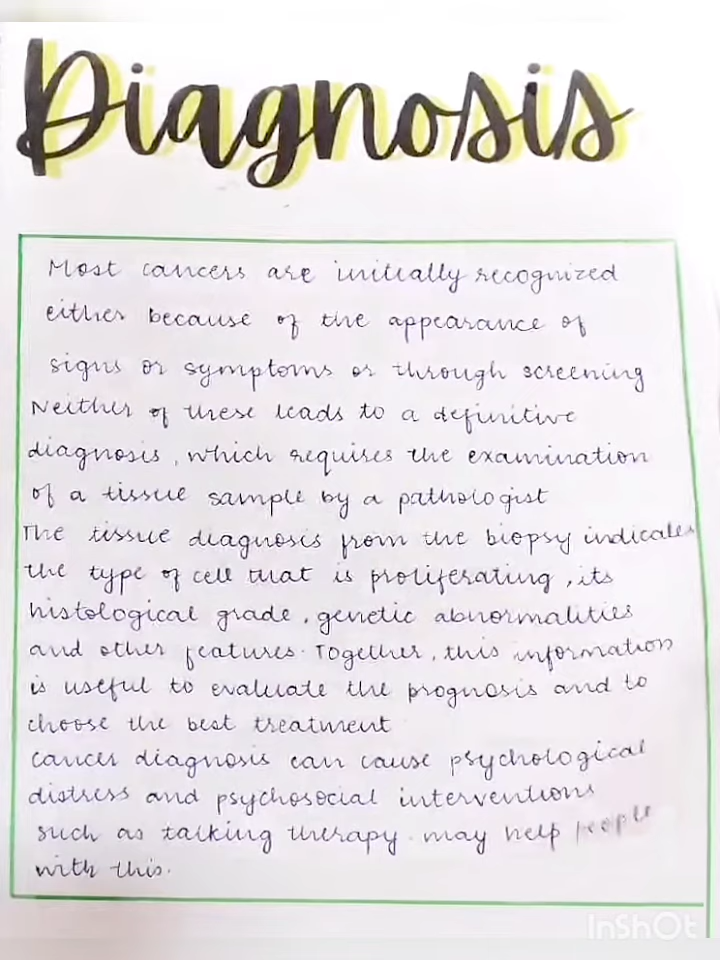 Diagnosis
Most cancers are initially recognized
either because of the appearance of
signs or symptoms or through screening
Neither of these leads to a definitive
diagnosis, which requires the examination
of a tissue sample by a pathologist
The tissue diagnosis from the biopsy indicates
the type of cell that is proliferating, its
histological grade, genetic abnormalities
and other features. Together, this information
is useful to evaluate the prognosis and to
choose the best treatment
cancer diagnosis can cause psychological
distress and psychosocial interventions
such as talking therapy. may help people
with this.
InShOt